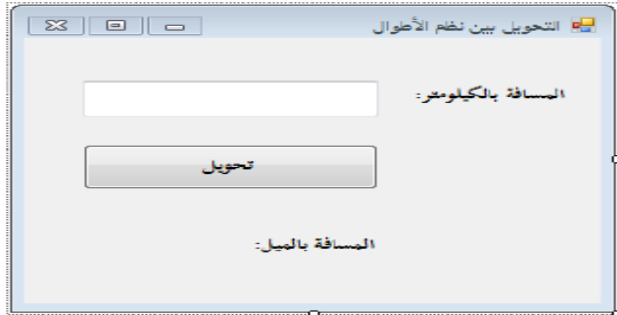 التحويل بين نظم الأطوال
المسافة بالكيلومتر:
تحويل
المسافة بالميل: